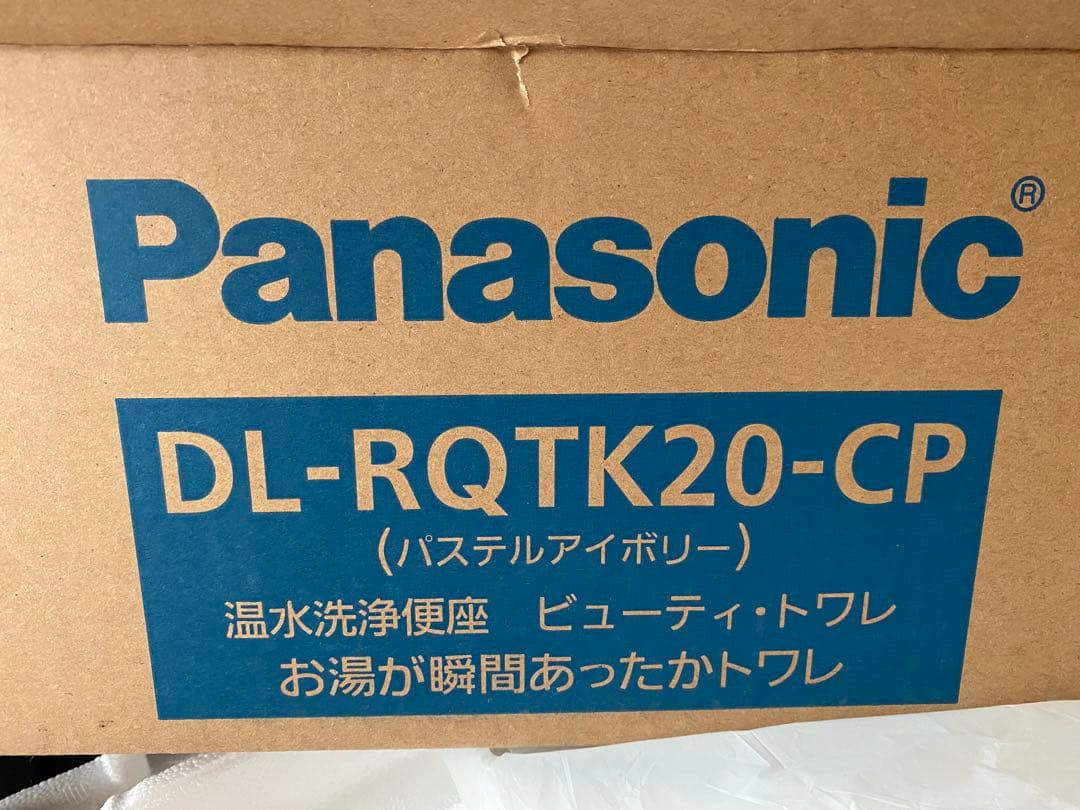 Panasonic®
DL-RQTK20-CP
(パステルアイボリー)
温水洗浄便座 ビューティ・トワレ
お湯が瞬間あったかトワレ